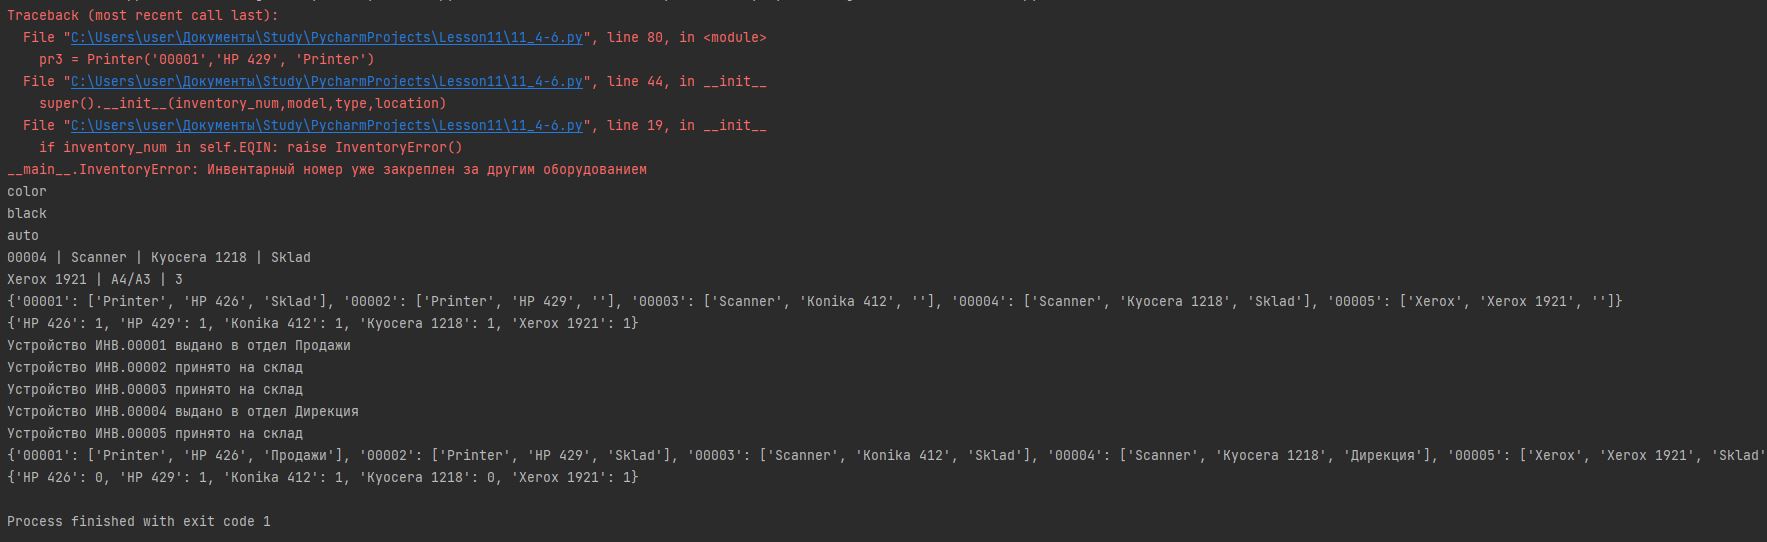 Traceback (most recent call last):
  File "C:\Users\user\Документы\Study\PycharmProjects\Lesson11\11_4-6.py", line 80, in <module>
    pr3 = Printer('00001','HP 429', 'Printer')
  File "C:\Users\user\Документы\Study\PycharmProjects\Lesson11\11_4-6.py", line 44, in __init__
    super().__init__(inventory_num,model,type,location)
  File "C:\Users\user\Документы\Study\PycharmProjects\Lesson11\11_4-6.py", line 19, in __init__
    if inventory_num in self.EQIN: raise InventoryError()
__main__.InventoryError: Инвентарный номер уже закреплен за другим оборудованием
color
black
auto
00004 | Scanner | Kyocera 1218 | Sklad
Xerox 1921 | A4/A3 | 3
{'00001': ['Printer', 'HP 426', 'Sklad'], '00002': ['Printer', 'HP 429', ''], '00003': ['Scanner', 'Konika 412', ''], '00004': ['Scanner', 'Kyocera 1218', 'Sklad'], '00005': ['Xerox', 'Xerox 1921', '']}
{'HP 426': 1, 'HP 429': 1, 'Konika 412': 1, 'Kyocera 1218': 1, 'Xerox 1921': 1}
Устройство ИНВ.00001 выдано в отдел Продажи
Устройство ИНВ.00002 принято на склад
Устройство ИНВ.00003 принято на склад
Устройство ИНВ.00004 выдано в отдел Дирекция
Устройство ИНВ.00005 принято на склад
{'00001': ['Printer', 'HP 426', 'Продажи'], '00002': ['Printer', 'HP 429', 'Sklad'], '00003': ['Scanner', 'Konika 412', 'Sklad'], '00004': ['Scanner', 'Kyocera 1218', 'Дирекция'], '00005': ['Xerox', 'Xerox 1921', 'Sklad'
{'HP 426': 0, 'HP 429': 1, 'Konika 412': 1, 'Kyocera 1218': 0, 'Xerox 1921': 1}
Process finished with exit code 1